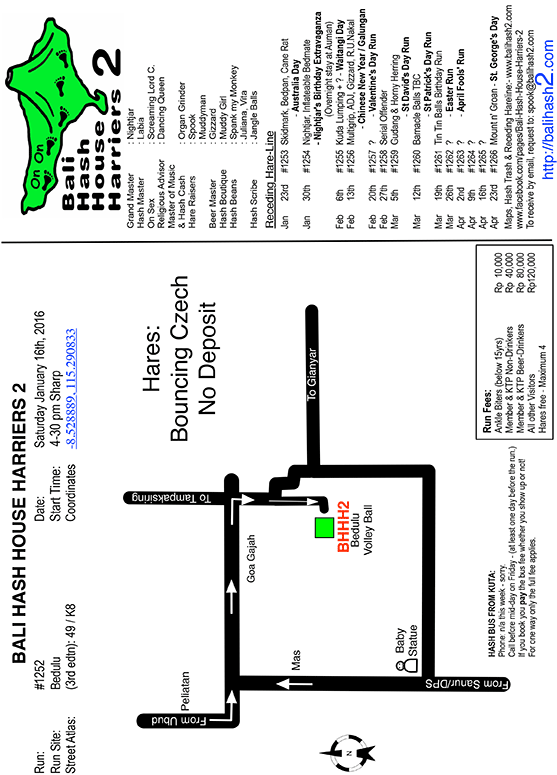 On On
Bali
Hash
House
Harriers 2
Grand Master Nightjar
Hash Master Labia
On Sex Screaming Lord C.
Religious Advisor Dancing Queen
Master of Music
& Hash Cash Organ Grinder
Hare Raisers Spook
Muddyman
Beer Master Gizzard
Hash Boutique Muddy Girl
Hash Beans Spank my Monkey
Juliana, Vita
Hash Scribe Jangle Balls
Receding Hare-Line
Jan 23rd #1253 Skidmark, Bedpan, Cane Rat
- Australia Day
Jan 30th #1254 Nightjar, Inflateable Bedmate
- Nightjar's Birthday Extravaganza
(Overnight stay at Auman)
Feb 6th #1255 Kuda Lumping + ? - Waitangi Day
Feb 13th #1256 Multigrip, ADJ, Gizzard, R.U.Nakai
Chinese New Year / Galungan
Feb 20th #1257 ? - Valentine's Day Run
Feb 27th #1258 Serial Offender
Mar 5th #1259 Gudang & Horny Herring
- St David's Day Run
Mar 12th #1260 Barnacle Balls TBC
- St Patrick's Day Run
Mar 19th #1261 Tin Tin Balls Birthday Run
Mar 26th #1262 ? - Easter Run
Apr 2nd #1263 ? - April Fools' Run
Apr 9th #1264 ?
Apr 16th #1265 ?
Apr 23rd #1266 Mount n' Groan - St. George's Day
Maps, Hash Trash & Receding Hareline:- www.balihash2.com
www.facebook.com/pages/Bali-Hash-House-Harriers-2
To receive by email, request to: spook@balihash2.com
http://balihash2.com
BALI HASH HOUSE HARRIERS 2
Run: #1252 Date: Saturday January 16th, 2016
Run Site: Bedulu Start Time: 4-30 pm Sharp
Street Atlas: (3rd edtn): 49 / K8 Coordinates -8.528889, 115.290833
Hares:
Bouncing Czech
No Deposit
To Tampaksiring
To Gianyar
Goa Gajah
Peliatan
From Ubud
BHHH2
Bedulu
Volley Ball
Mas
Baby
Statue
From Sanur/DPS
N
HASH BUS FROM KUTA:
Phone: n/a this week - sorry.
Call before mid-day on Friday - (at least one day before the run.)
If you book you pay the bus fee whether you show up or not!
For one way only the full fee applies.
Run Fees:
Ankle Biters (below 15yrs) Rp 10,000
Member & KTP Non-Drinkers Rp 40,000
Member & KTP Beer-Drinkers Rp 80,000
All other Visitors Rp120,000
Hares free - Maximum 4